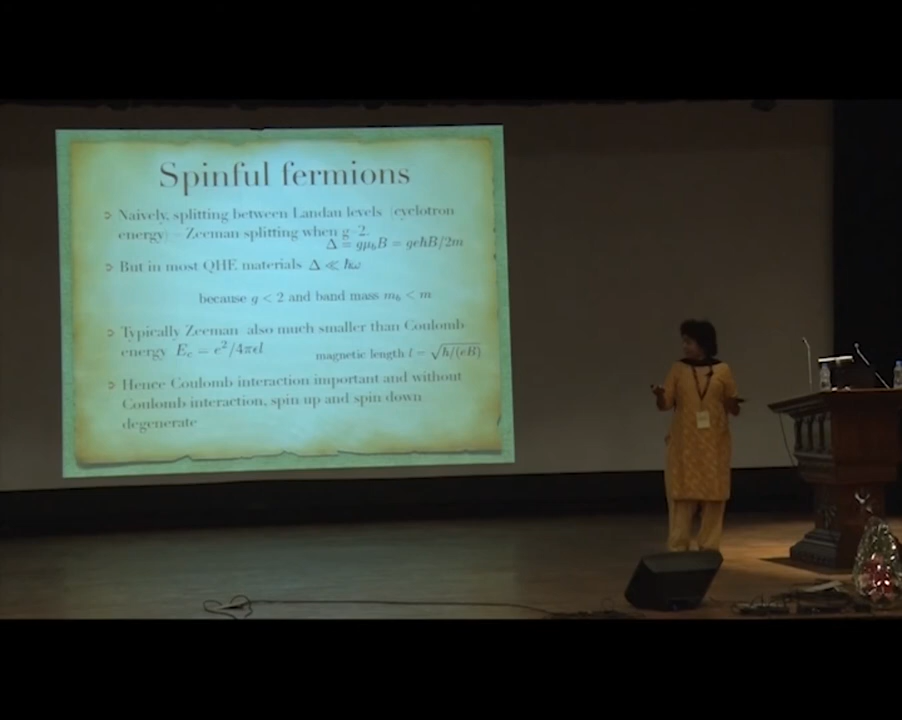 Spinful fermions
Naively, splitting between Landau levels (cyclotron
energy) = Zeeman splitting when g=2.
Δ = gμ_bB = geħB/2m
But in most QHE materials Δ ≪ ħω
because g < 2 and band mass m_b < m
Typically Zeeman also much smaller than Coulomb
energy E_c = e²/4πϵl
magnetic length l = √ħ/(eB)
Hence Coulomb interaction important and without
Coulomb interaction, spin up and spin down
degenerate